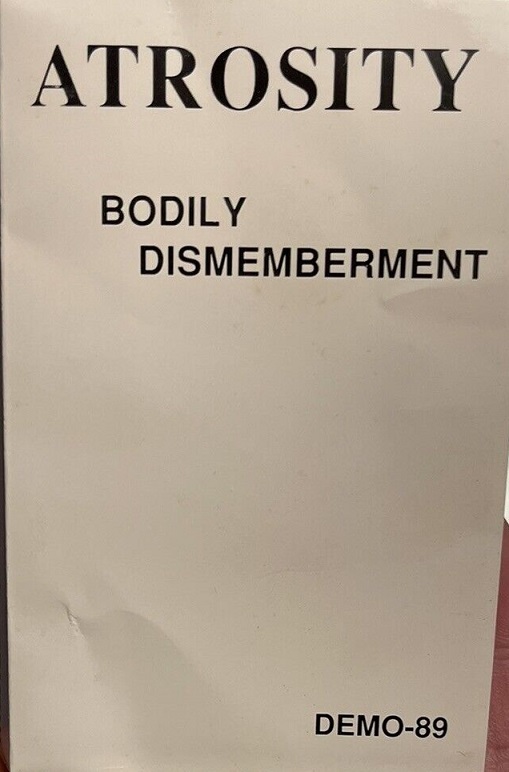 ATROSITY
BODILY
DISMEMBERMENT
DEMO-89